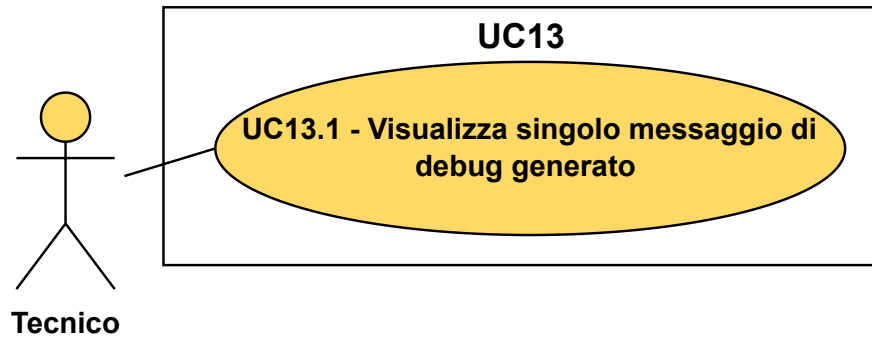 UC13
UC13.1 - Visualizza singolo messaggio di
debug generato
Tecnico